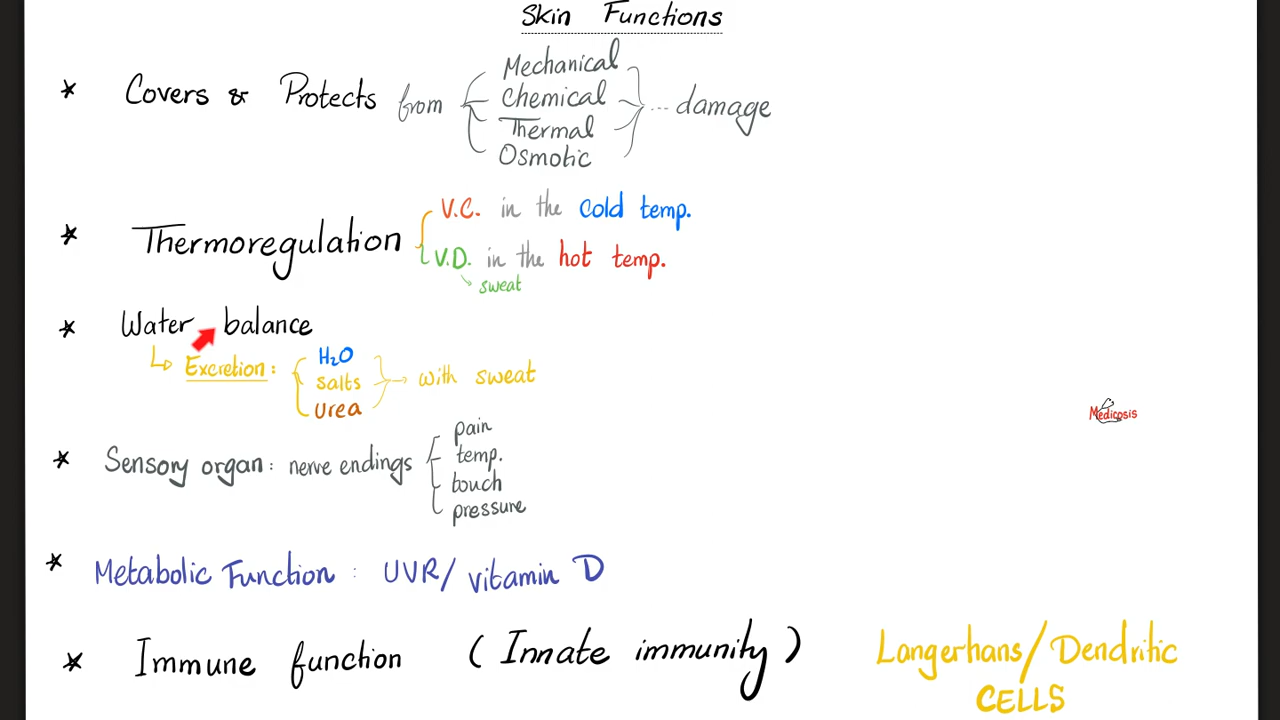 Skin Functions
* Covers & Protects from Mechanical
Chemical
Thermal
Osmotic
... damage
* Thermoregulation
V.C. in the cold temp.
V.D. in the hot temp.
sweat
* Water balance
Excretion: H₂O
salts
urea
with sweat
Medicosis
* Sensory organ: nerve endings
pain
temp.
touch
pressure
* Metabolic Function: UVR/ vitamin D
* Immune function (Innate immunity)
Langerhans/Dendritic
CELLS